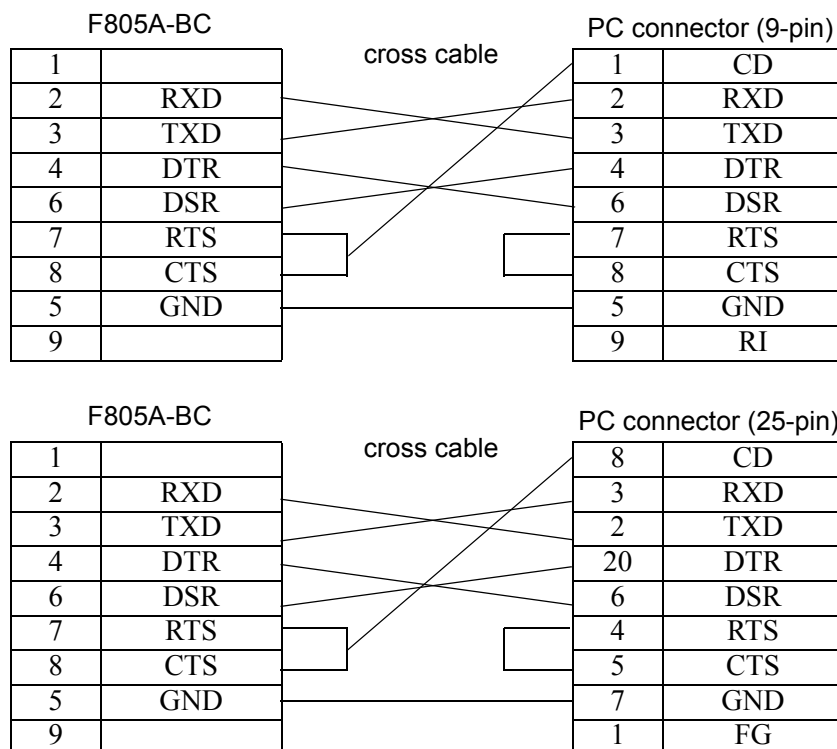 F805A-BC cross cable PC connector (9-pin)
1 1 CD
2 RXD 2 RXD
3 TXD 3 TXD
4 DTR 4 DTR
6 DSR 6 DSR
7 RTS 7 RTS
8 CTS 8 CTS
5 GND 5 GND
9 9 RI
F805A-BC cross cable PC connector (25-pin)
1 8 CD
2 RXD 3 RXD
3 TXD 2 TXD
4 DTR 20 DTR
6 DSR 6 DSR
7 RTS 4 RTS
8 CTS 5 CTS
5 GND 7 GND
9 1 FG